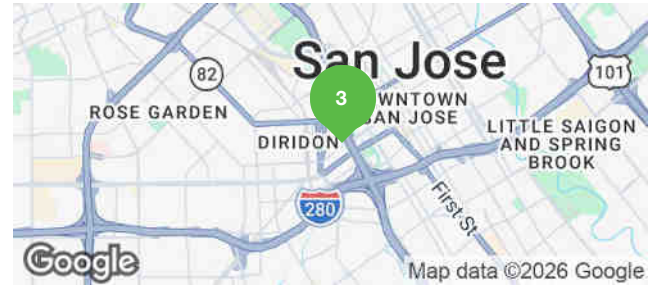 San Jose
82
101
3
ROSE GARDEN
WNTOWN
SAN JOSE
DIRIDON
LITTLE SAIGON
AND SPRING
BROOK
280
First St
Google
Map data ©2026 Google